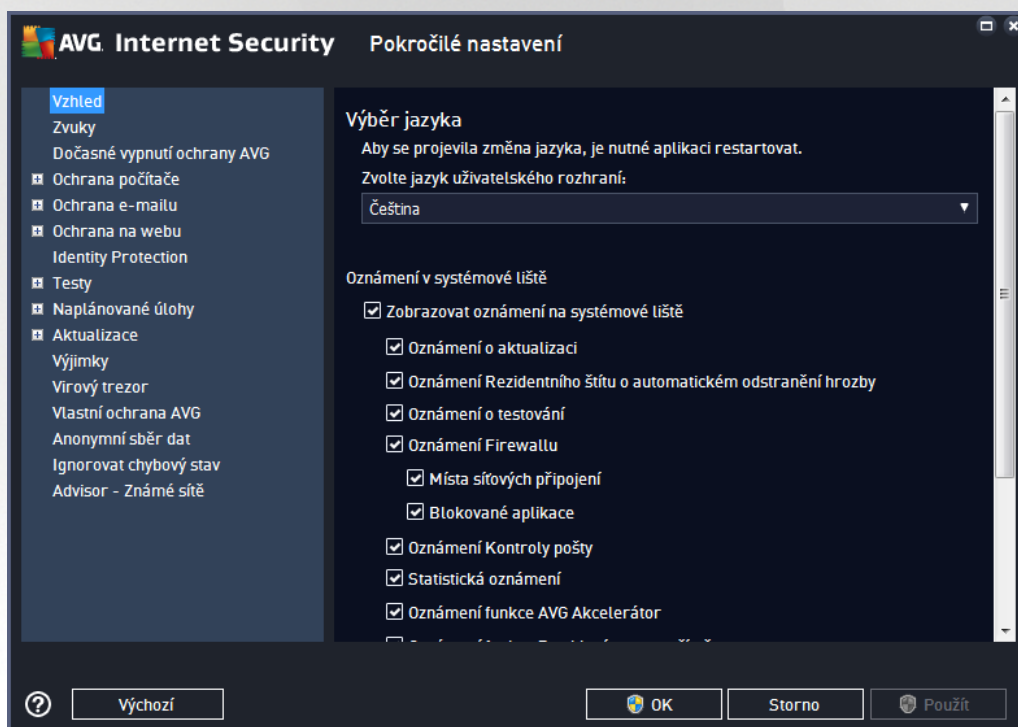 AVG. Internet Security Pokročilé nastavení
Vzhled
Zvuky
Dočasné vypnutí ochrany AVG
Ochrana počítače
Ochrana e-mailu
Ochrana na webu
Identity Protection
Testy
Naplánované úlohy
Aktualizace
Výjimky
Virový trezor
Vlastní ochrana AVG
Anonymní sběr dat
Ignorovat chybový stav
Advisor - Známé sítě
Výběr jazyka
Aby se projevila změna jazyka, je nutné aplikaci restartovat.
Zvolte jazyk uživatelského rozhraní:
Čeština
Oznámení v systémové liště
Zobrazovat oznámení na systémové liště
Oznámení o aktualizaci
Oznámení Rezidentního štítu o automatickém odstranění hrozby
Oznámení o testování
Oznámení Firewallu
Místa síťových připojení
Blokované aplikace
Oznámení Kontroly pošty
Statistická oznámení
Oznámení funkce AVG Akcelerátor
Výchozí
OK
Storno
Použít